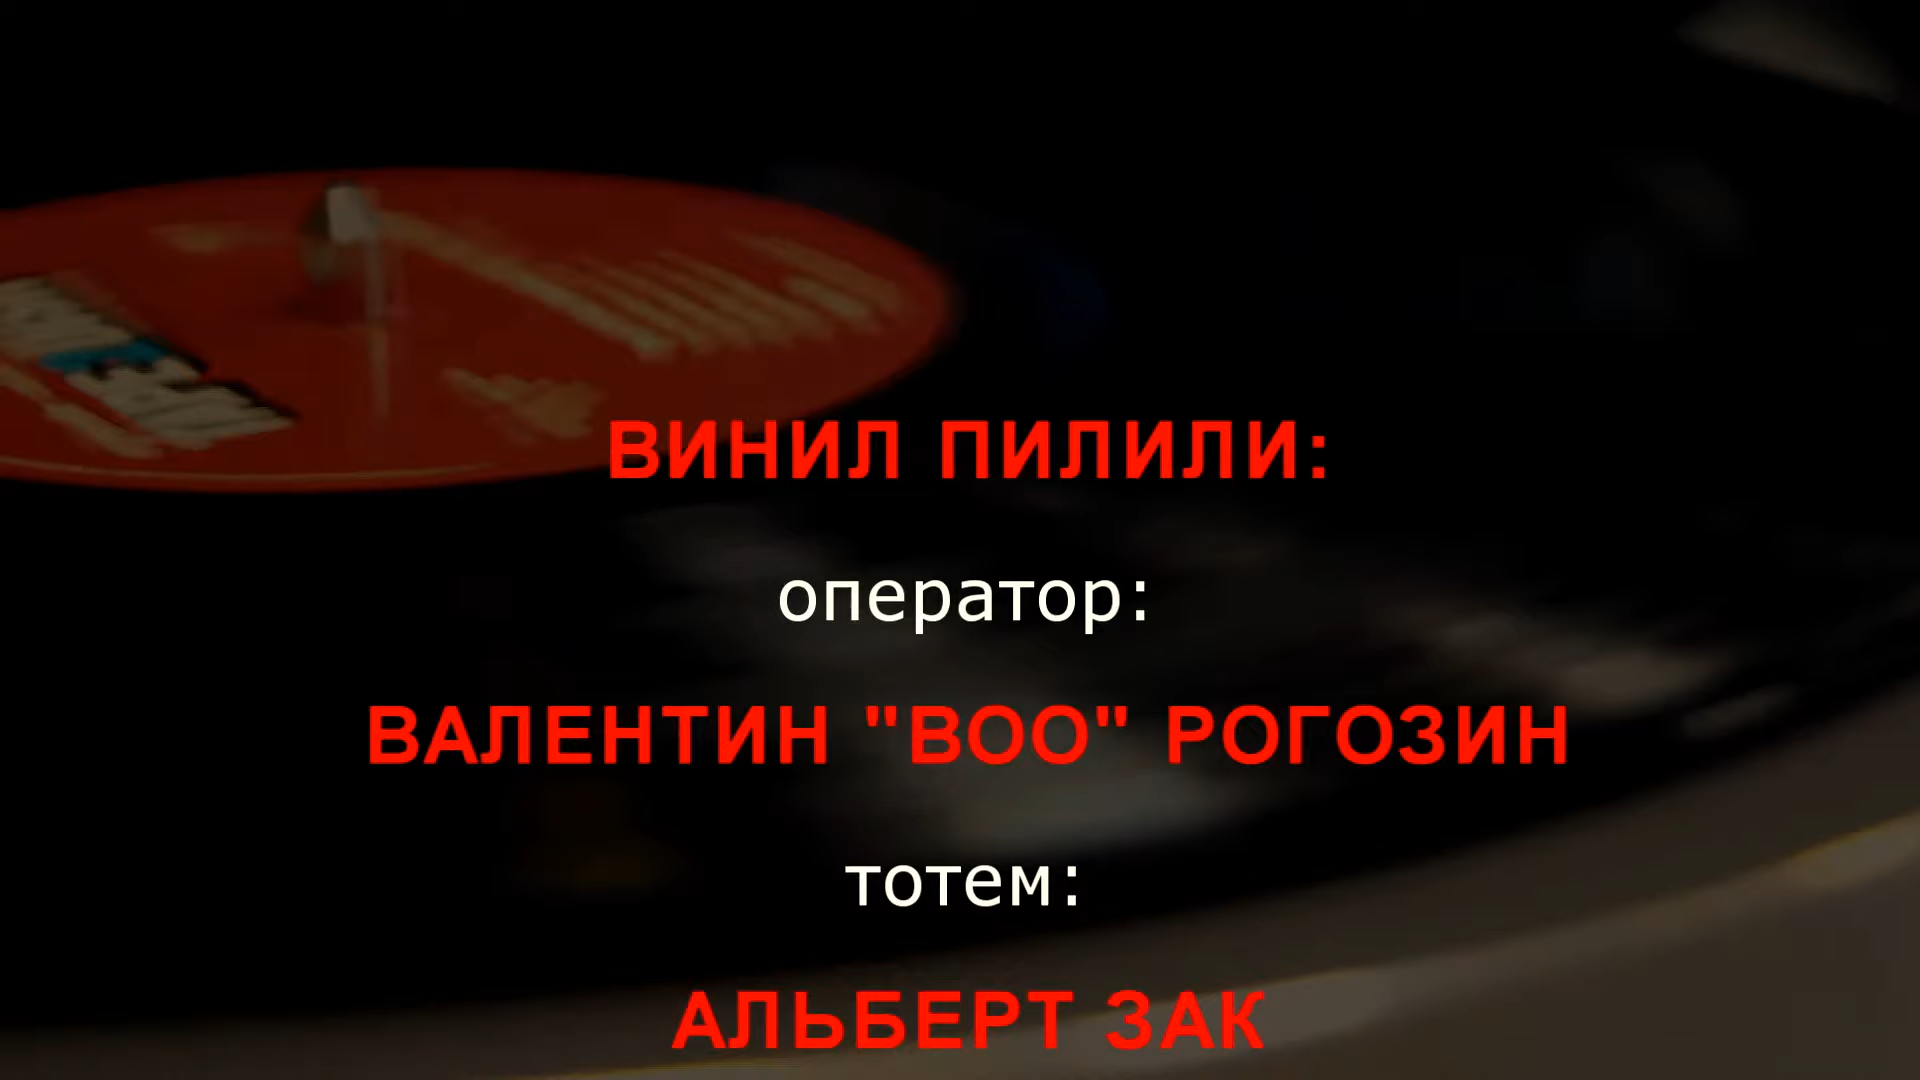 ВИНИЛ ПИЛИЛИ:
оператор:
ВАЛЕНТИН "BOO" РОГОЗИН
тотем:
АЛЬБЕРТ ЗАК